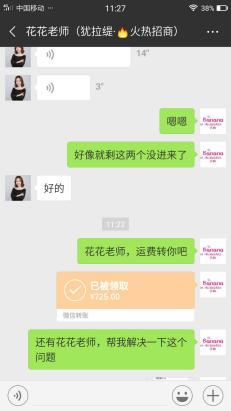 中国移动
11:27
38%
花花老师（犹拉缇·🔥火热招商）
14"
3"
嗯嗯
好像就剩这两个没进来了
好的
11:22
花花老师，运费转你吧
已被领取
¥725.00
微信转账
还有花花老师，帮我解决一下这个
问题